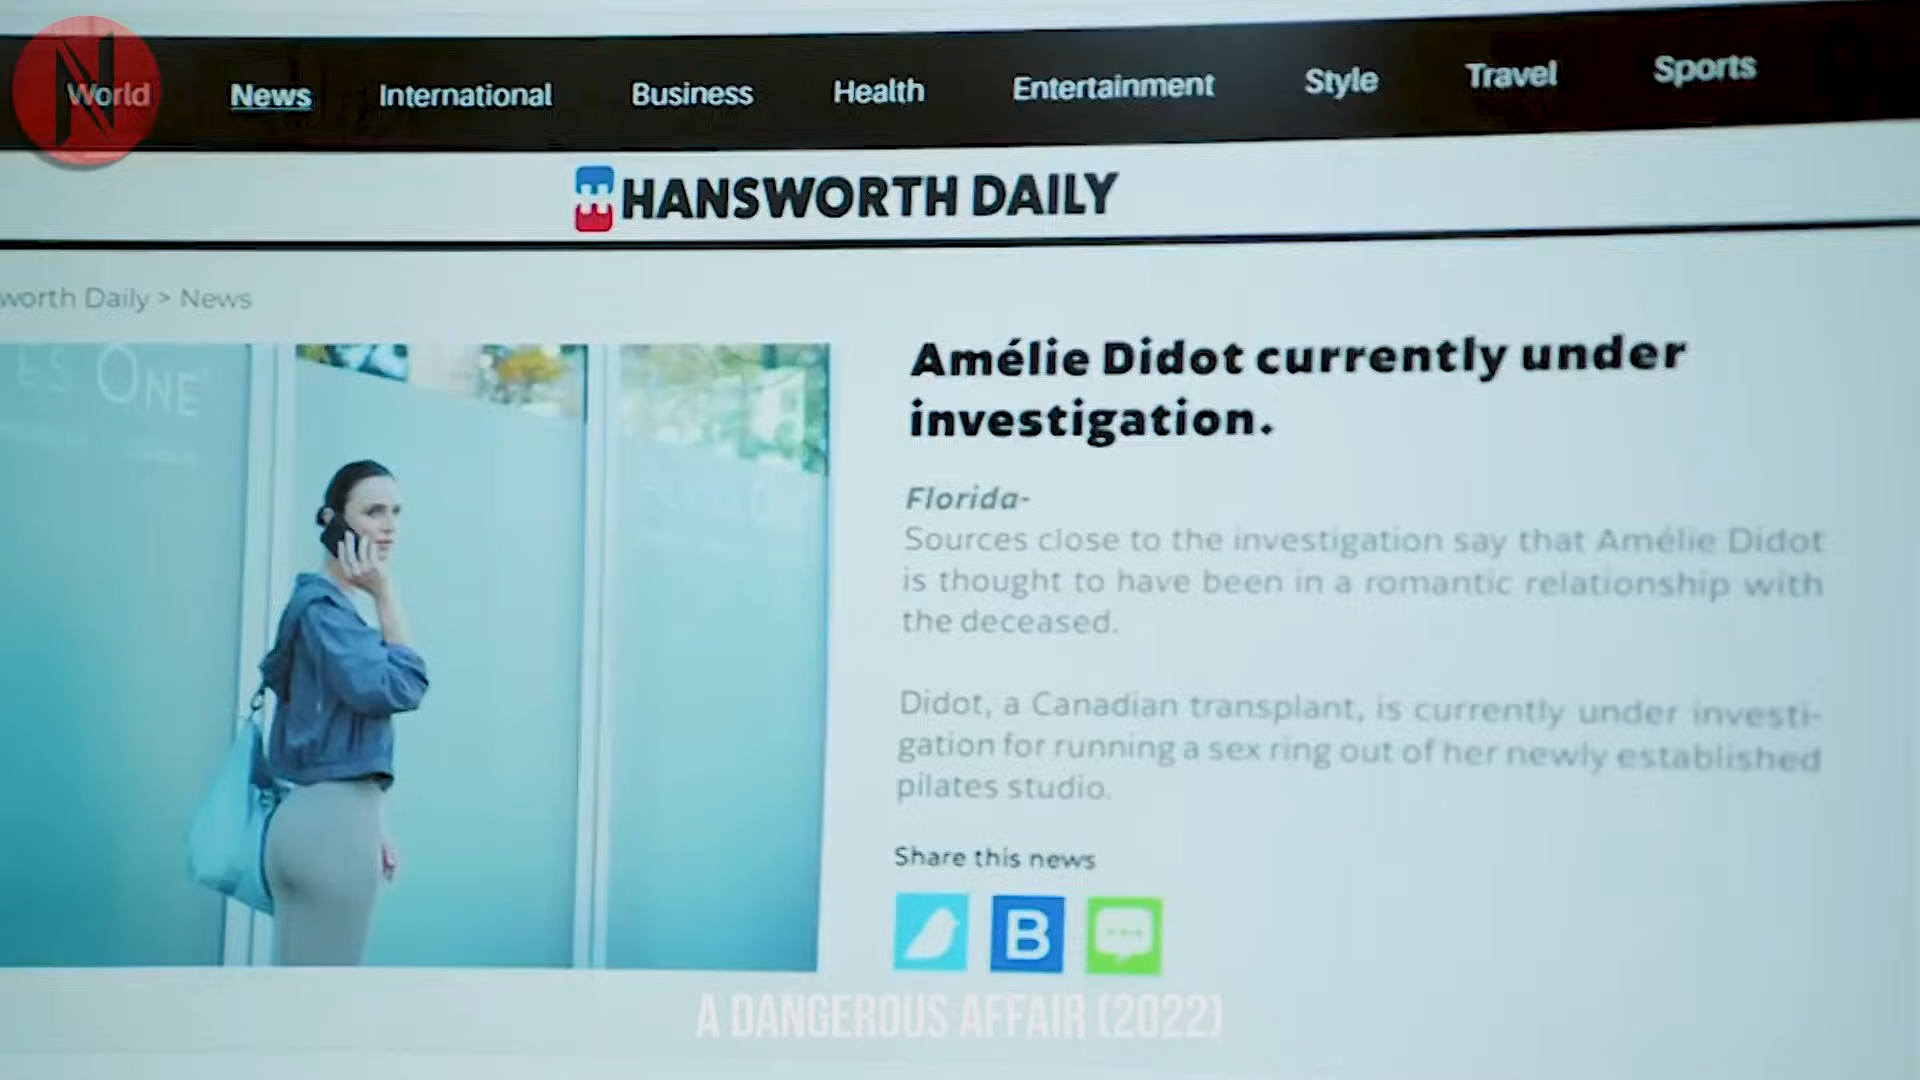 World News International Business Health Entertainment Style Travel Sports
HANSWORTH DAILY
worth Daily > News
ES ONE
Amélie Didot currently under
investigation.
Florida-
Sources close to the investigation say that Amélie Didot
is thought to have been in a romantic relationship with
the deceased.
Didot, a Canadian transplant, is currently under investi-
gation for running a sex ring out of her newly established
pilates studio.
Share this news
B
A DANGEROUS AFFAIR (2022)